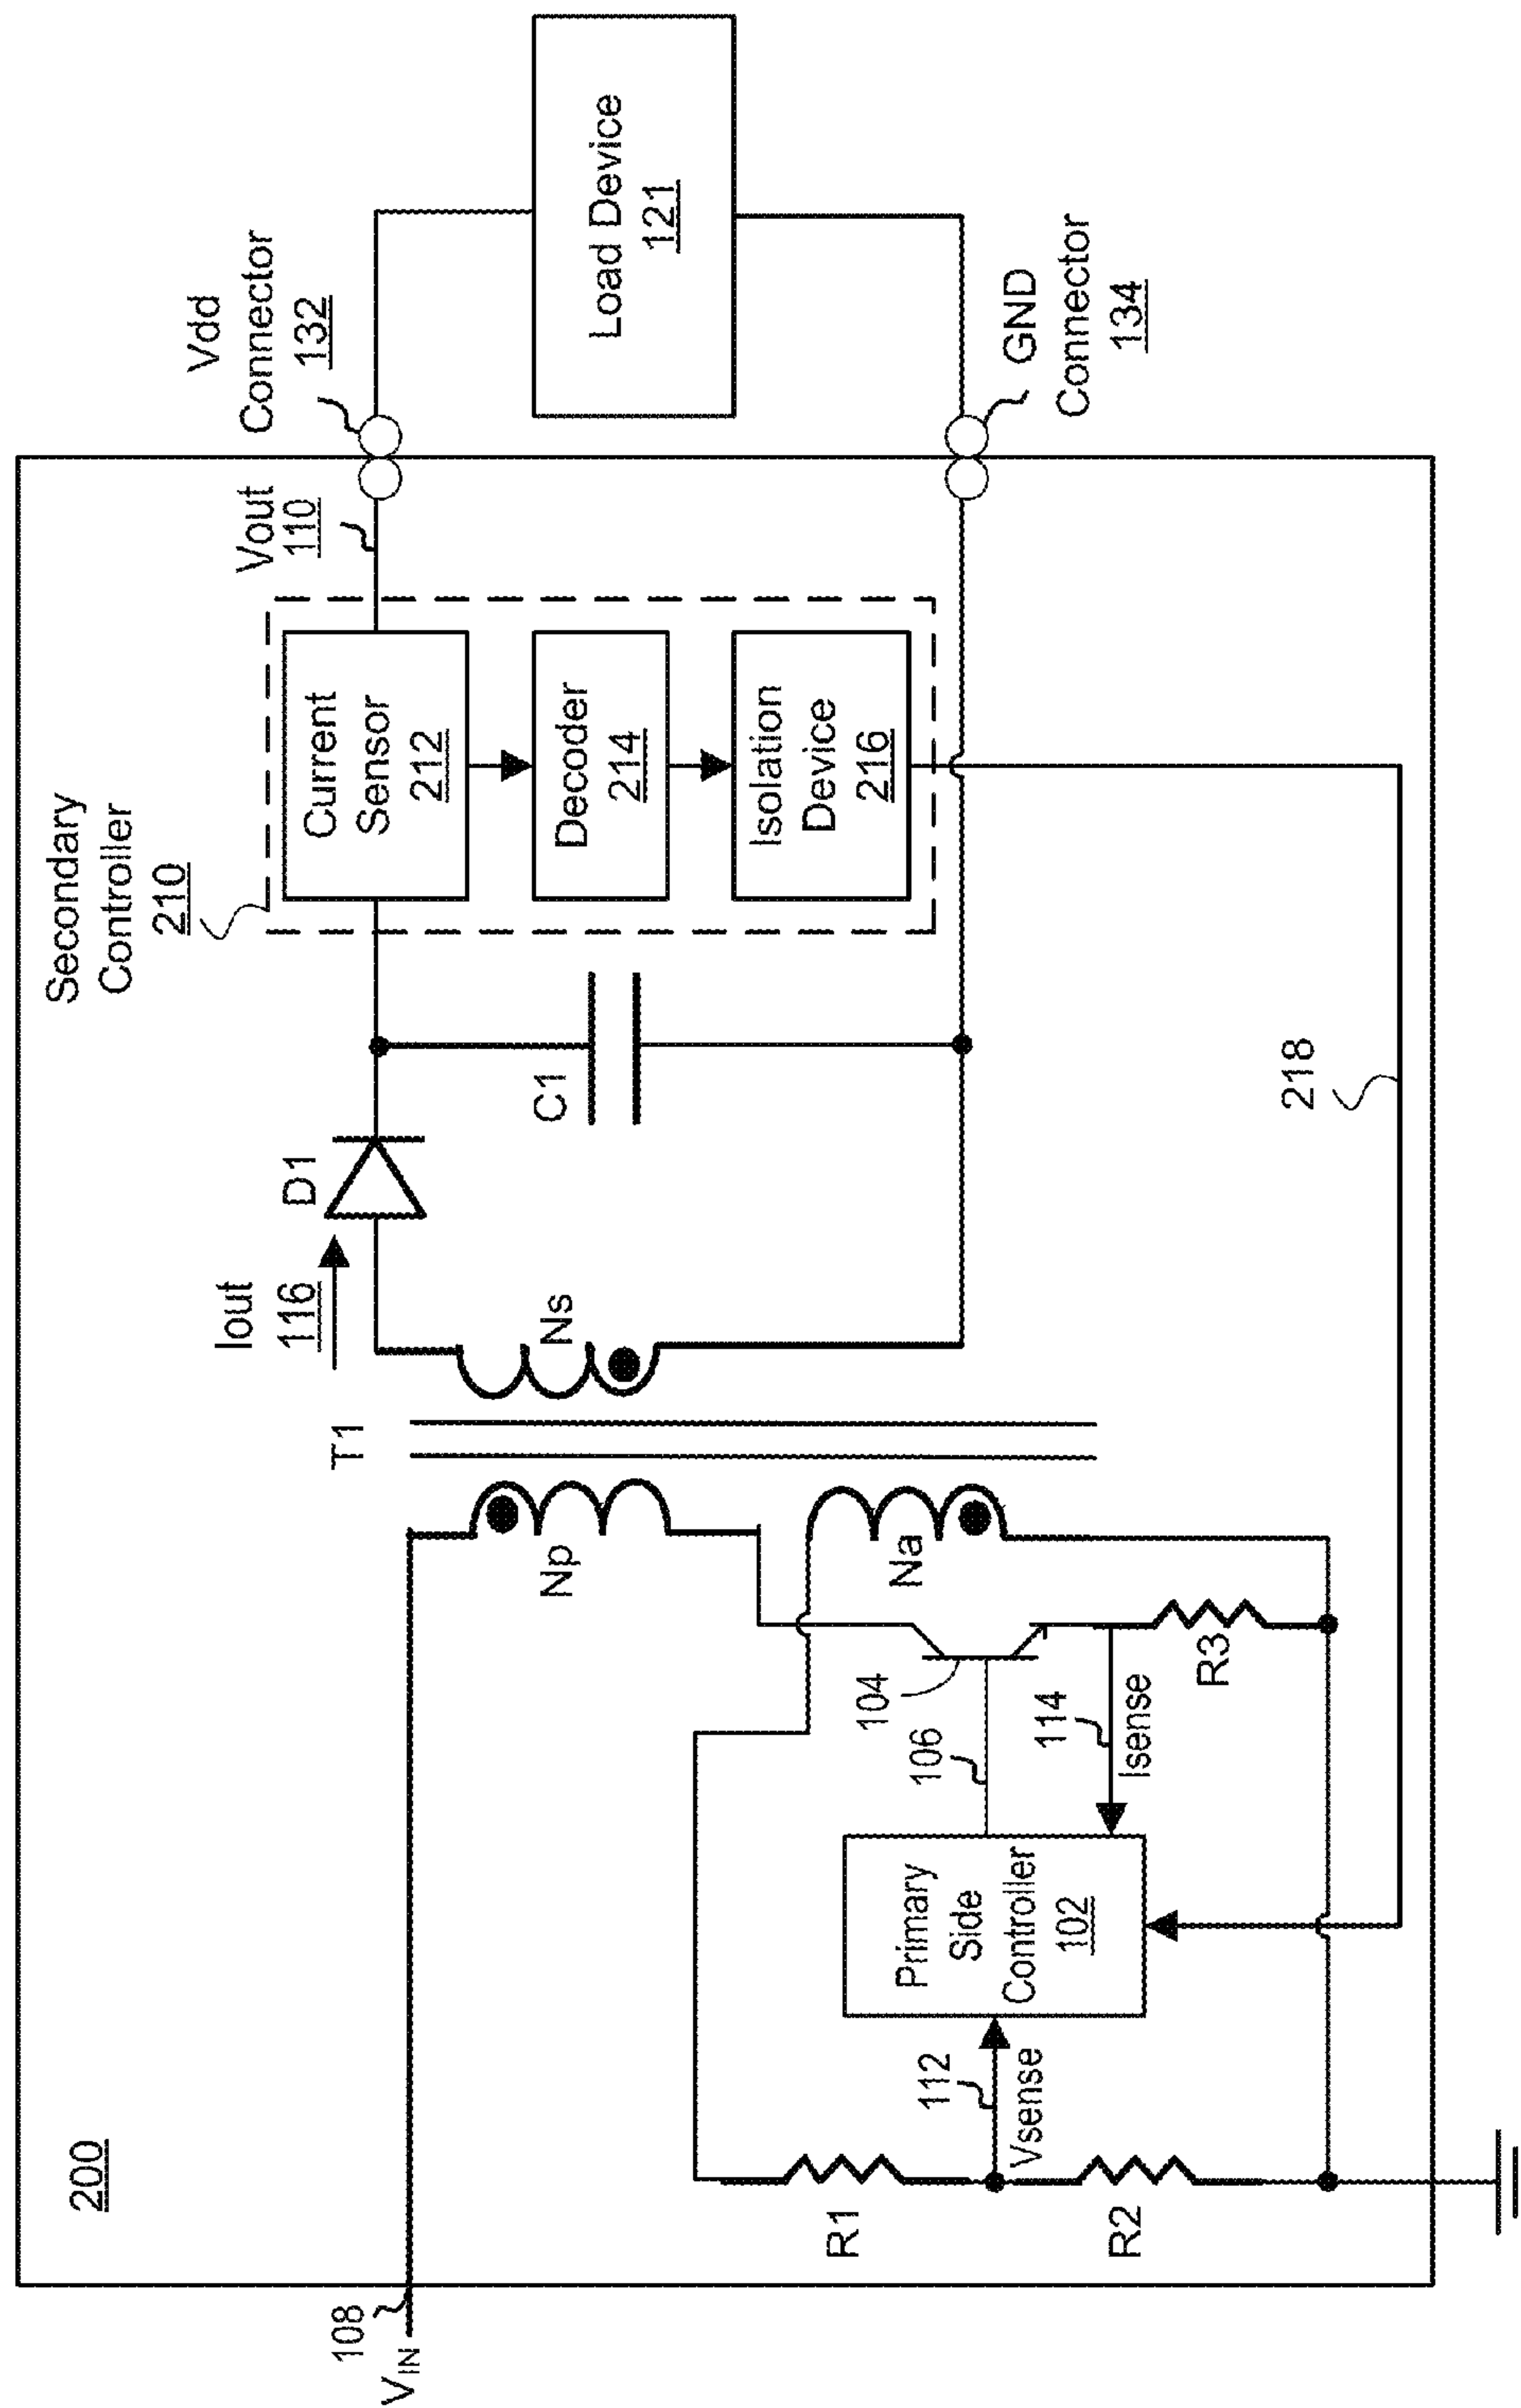 200
Secondary
Controller
210
Vdd
Connector
132
Vout
110
Iout
116
D1
T1
C1
Ns
Np
Na
Current
Sensor
212
Decoder
214
Isolation
Device
216
Load Device
121
GND
Connector
134
218
108
VIN
104
106
114
Isense
R3
Primary
Side
Controller
102
112
Vsense
R1
R2